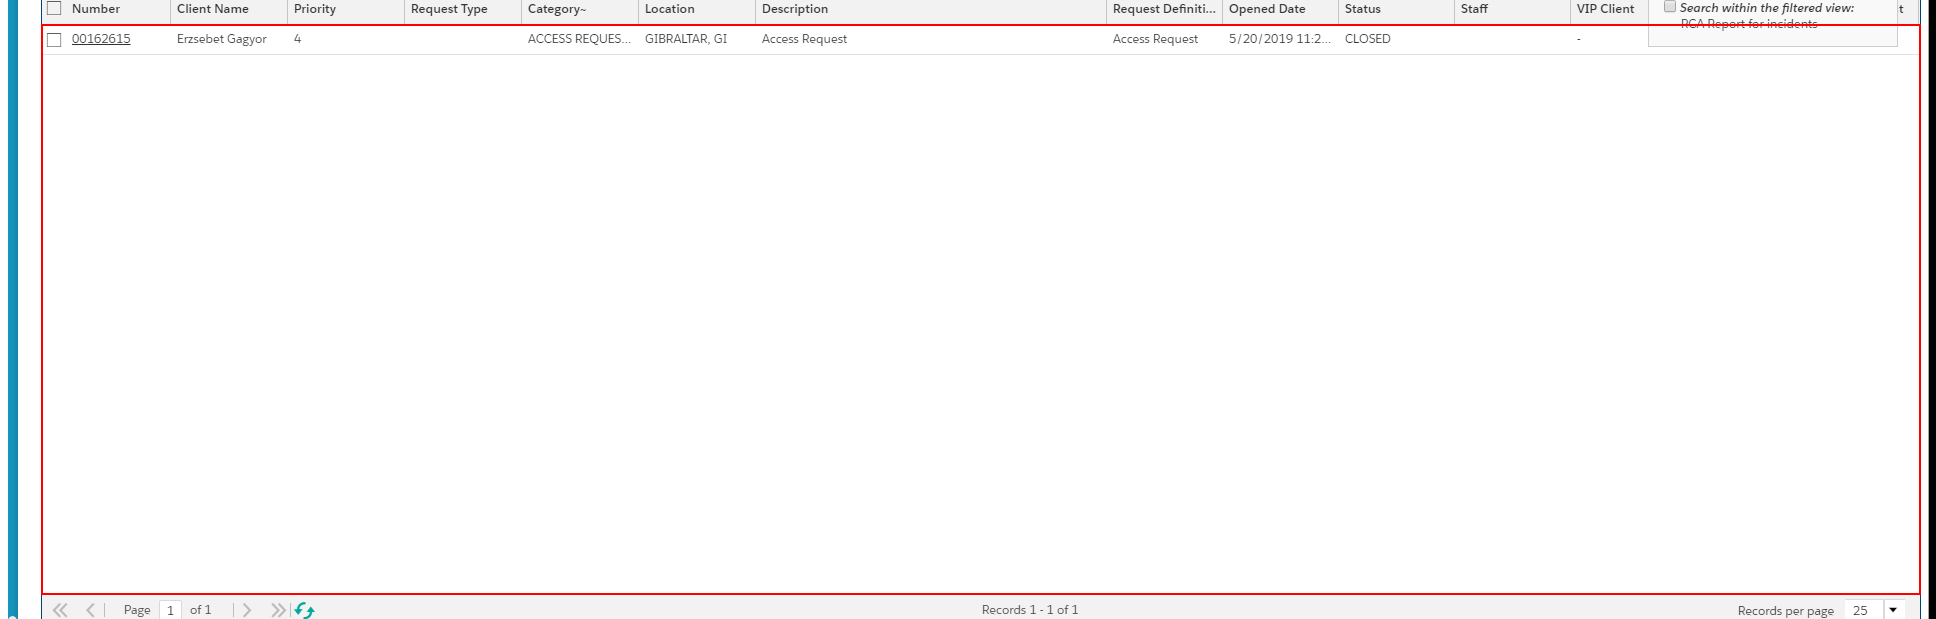 Number Client Name Priority Request Type Category~ Location Description Request Definiti... Opened Date Status Staff VIP Client Search within the filtered view: t
RCA Report for incidents
00162615 Erzsebet Gagyor 4 ACCESS REQUES... GIBRALTAR, GI Access Request Access Request 5/20/2019 11:2... CLOSED -
Page 1 of 1 Records 1 - 1 of 1 Records per page 25